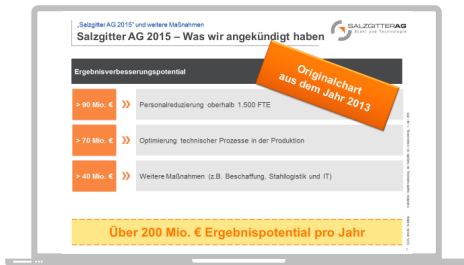 „Salzgitter AG 2015“ und weitere Maßnahmen
Salzgitter AG 2015 – Was wir angekündigt haben
SALZGITTERAG
Stahl und Technologie
Originalchart
aus dem Jahr 2013
Ergebnisverbesserungspotential
> 90 Mio. € » Personalreduzierung oberhalb 1.500 FTE
> 70 Mio. € » Optimierung technischer Prozesse in der Produktion
> 40 Mio. € » Weitere Maßnahmen (z.B. Beschaffung, Stahllogistik und IT)
Über 200 Mio. € Ergebnispotential pro Jahr